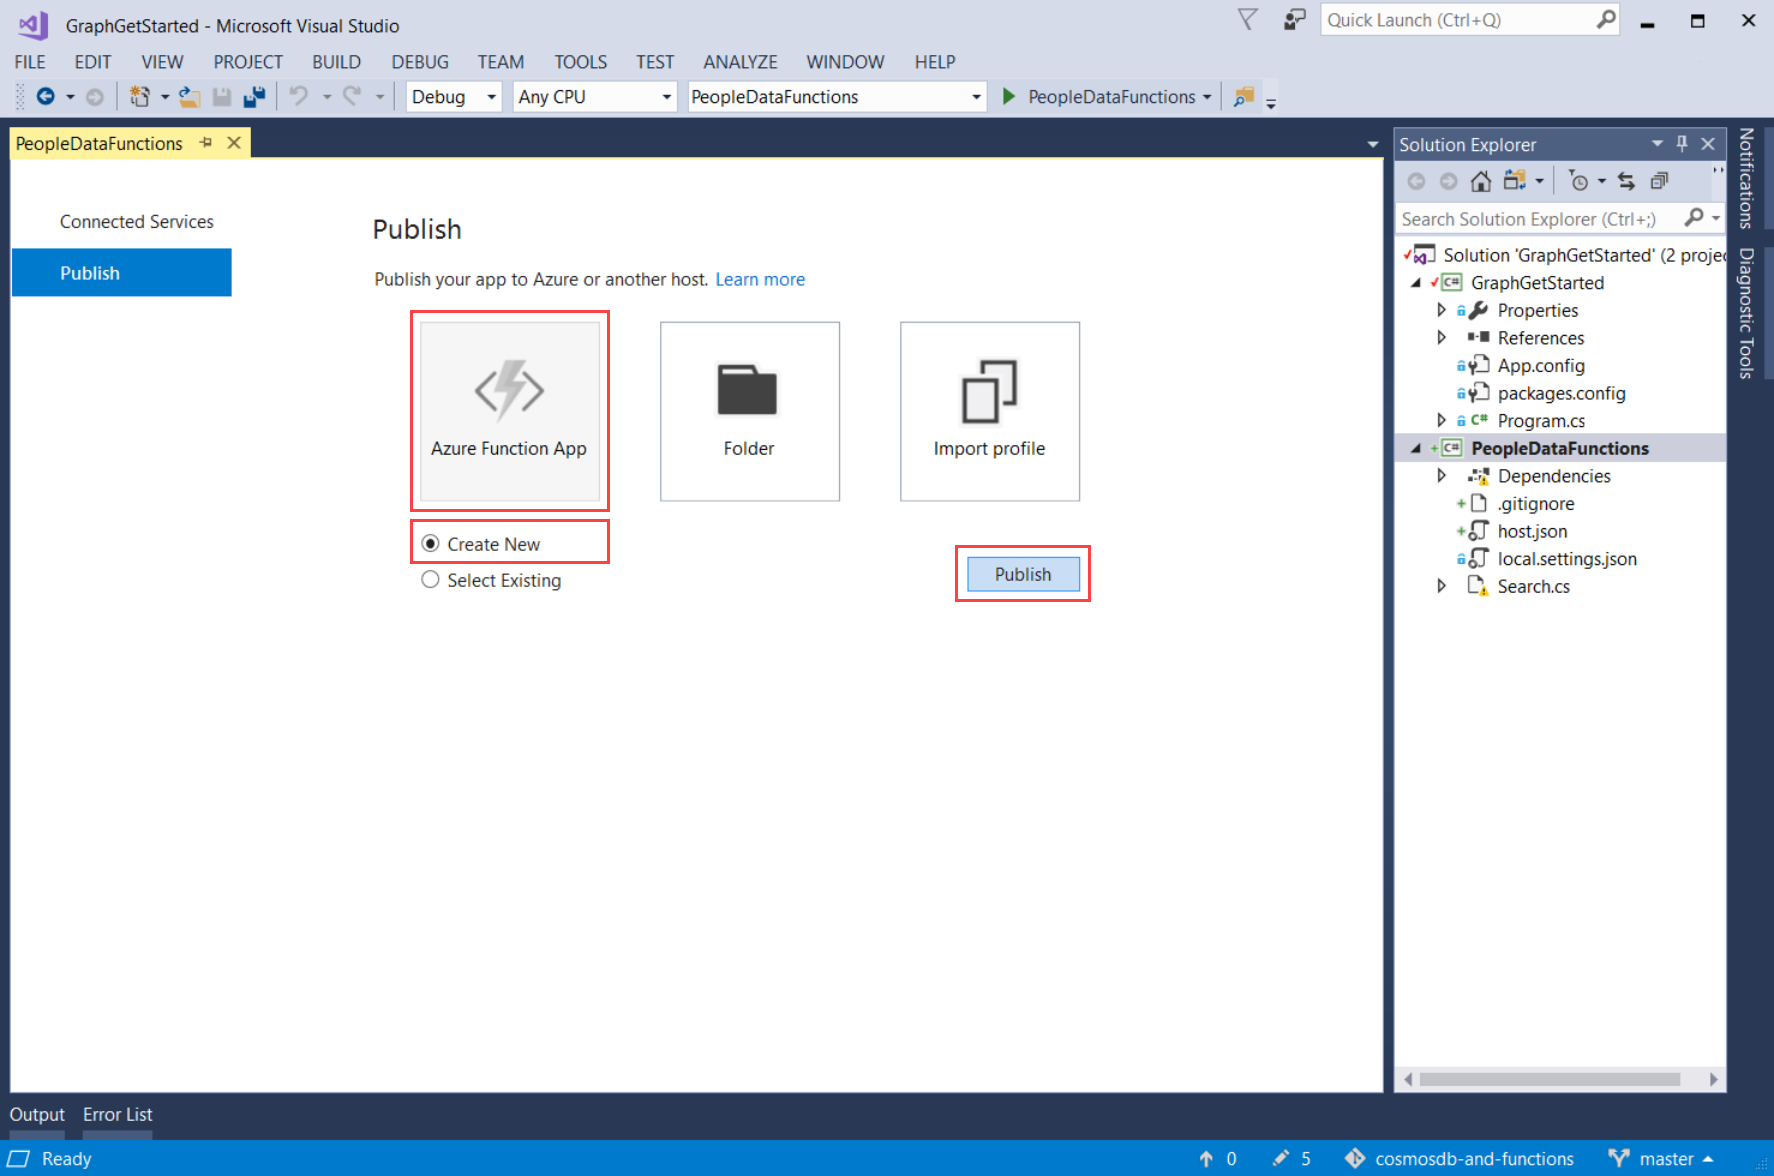 GraphGetStarted - Microsoft Visual Studio
Quick Launch (Ctrl+Q)
FILE EDIT VIEW PROJECT BUILD DEBUG TEAM TOOLS TEST ANALYZE WINDOW HELP
Debug Any CPU PeopleDataFunctions PeopleDataFunctions
PeopleDataFunctions
Connected Services
Publish
Publish
Publish your app to Azure or another host. Learn more
Azure Function App
Folder
Import profile
Create New
Select Existing
Publish
Solution Explorer
Search Solution Explorer (Ctrl+;)
Solution 'GraphGetStarted' (2 projec
C# GraphGetStarted
Properties
References
App.config
packages.config
C# Program.cs
C# PeopleDataFunctions
Dependencies
.gitignore
host.json
local.settings.json
Search.cs
Notifications
Diagnostic Tools
Output Error List
Ready
0 5 cosmosdb-and-functions master